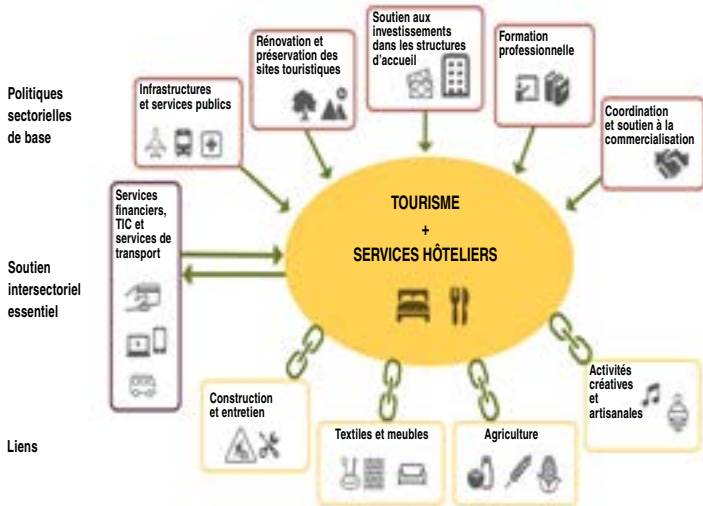 Politiques
sectorielles
de base
Infrastructures
et services publics
Rénovation et
préservation des
sites touristiques
Soutien aux
investissements
dans les structures
d'accueil
Formation
professionnelle
Coordination
et soutien à la
commercialisation
TOURISME
+
SERVICES HÔTELIERS
Soutien
intersectoriel
essentiel
Services
financiers,
TIC et
services de
transport
Liens
Construction
et entretien
Textiles et meubles
Agriculture
Activités
créatives
et
artisanales